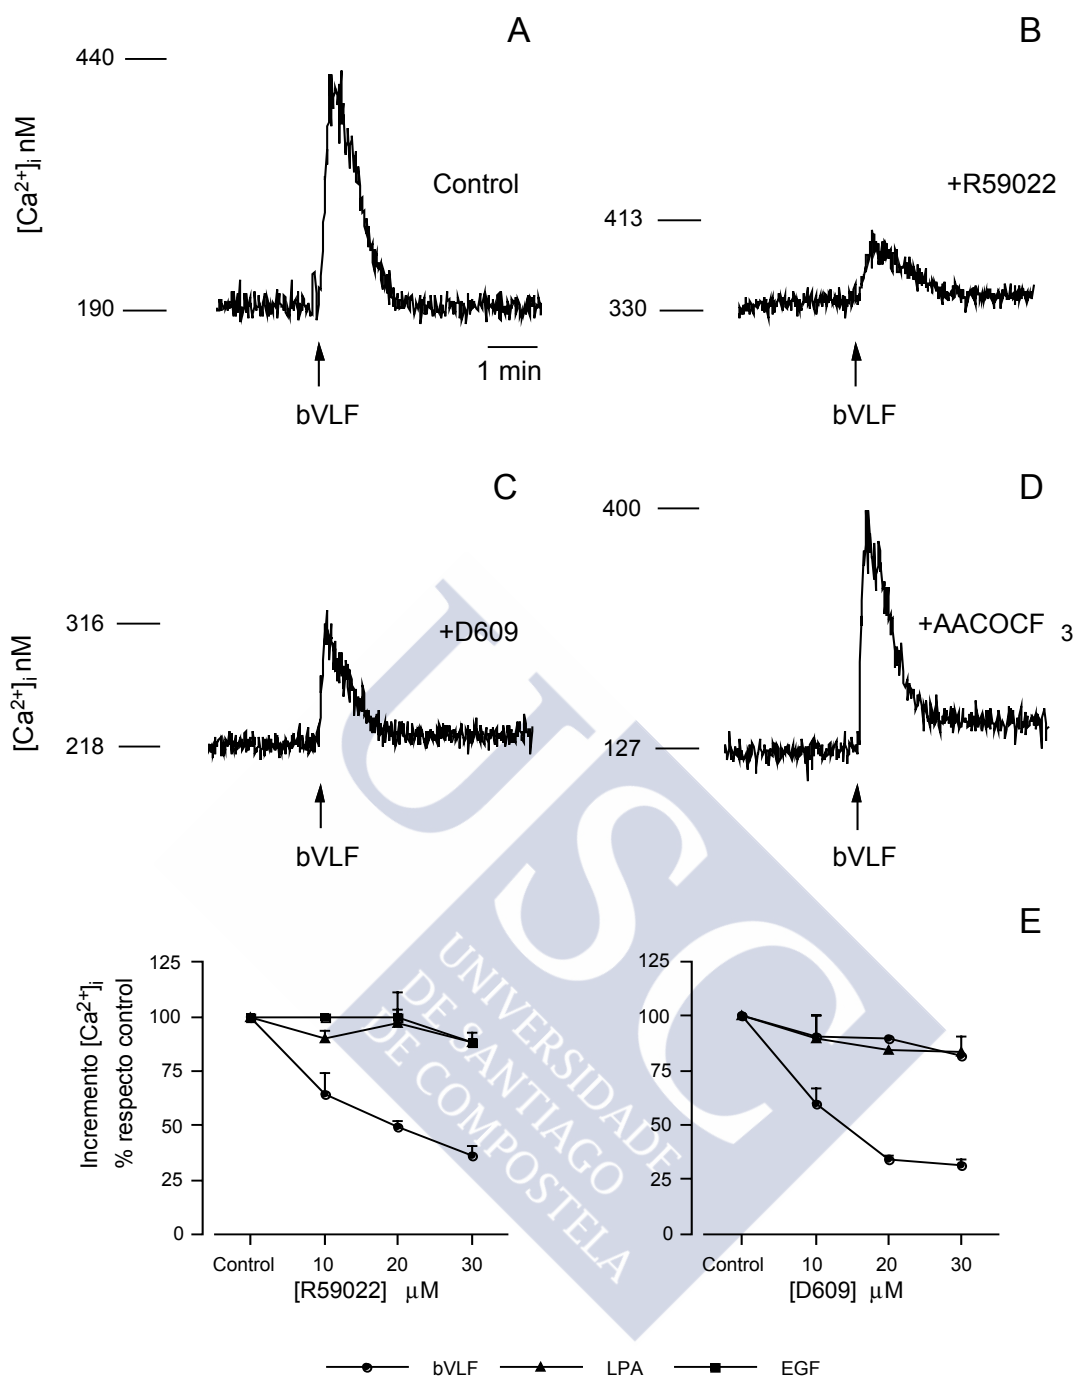 A
440
[Ca²⁺]ᵢ nM
Control
190
1 min
bVLF
B
+R59022
413
330
bVLF
C
316
[Ca²⁺]ᵢ nM
+D609
218
bVLF
D
400
+AACOCF 3
127
bVLF
E
Incremento [Ca²⁺]ᵢ
% respecto control
125
100
75
50
25
0
Control 10 20 30
[R59022] μM
125
100
75
50
25
0
Control 10 20 30
[D609] μM
bVLF LPA EGF
USC
UNIVERSIDADE
DE SANTIAGO
DE COMPOSTELA